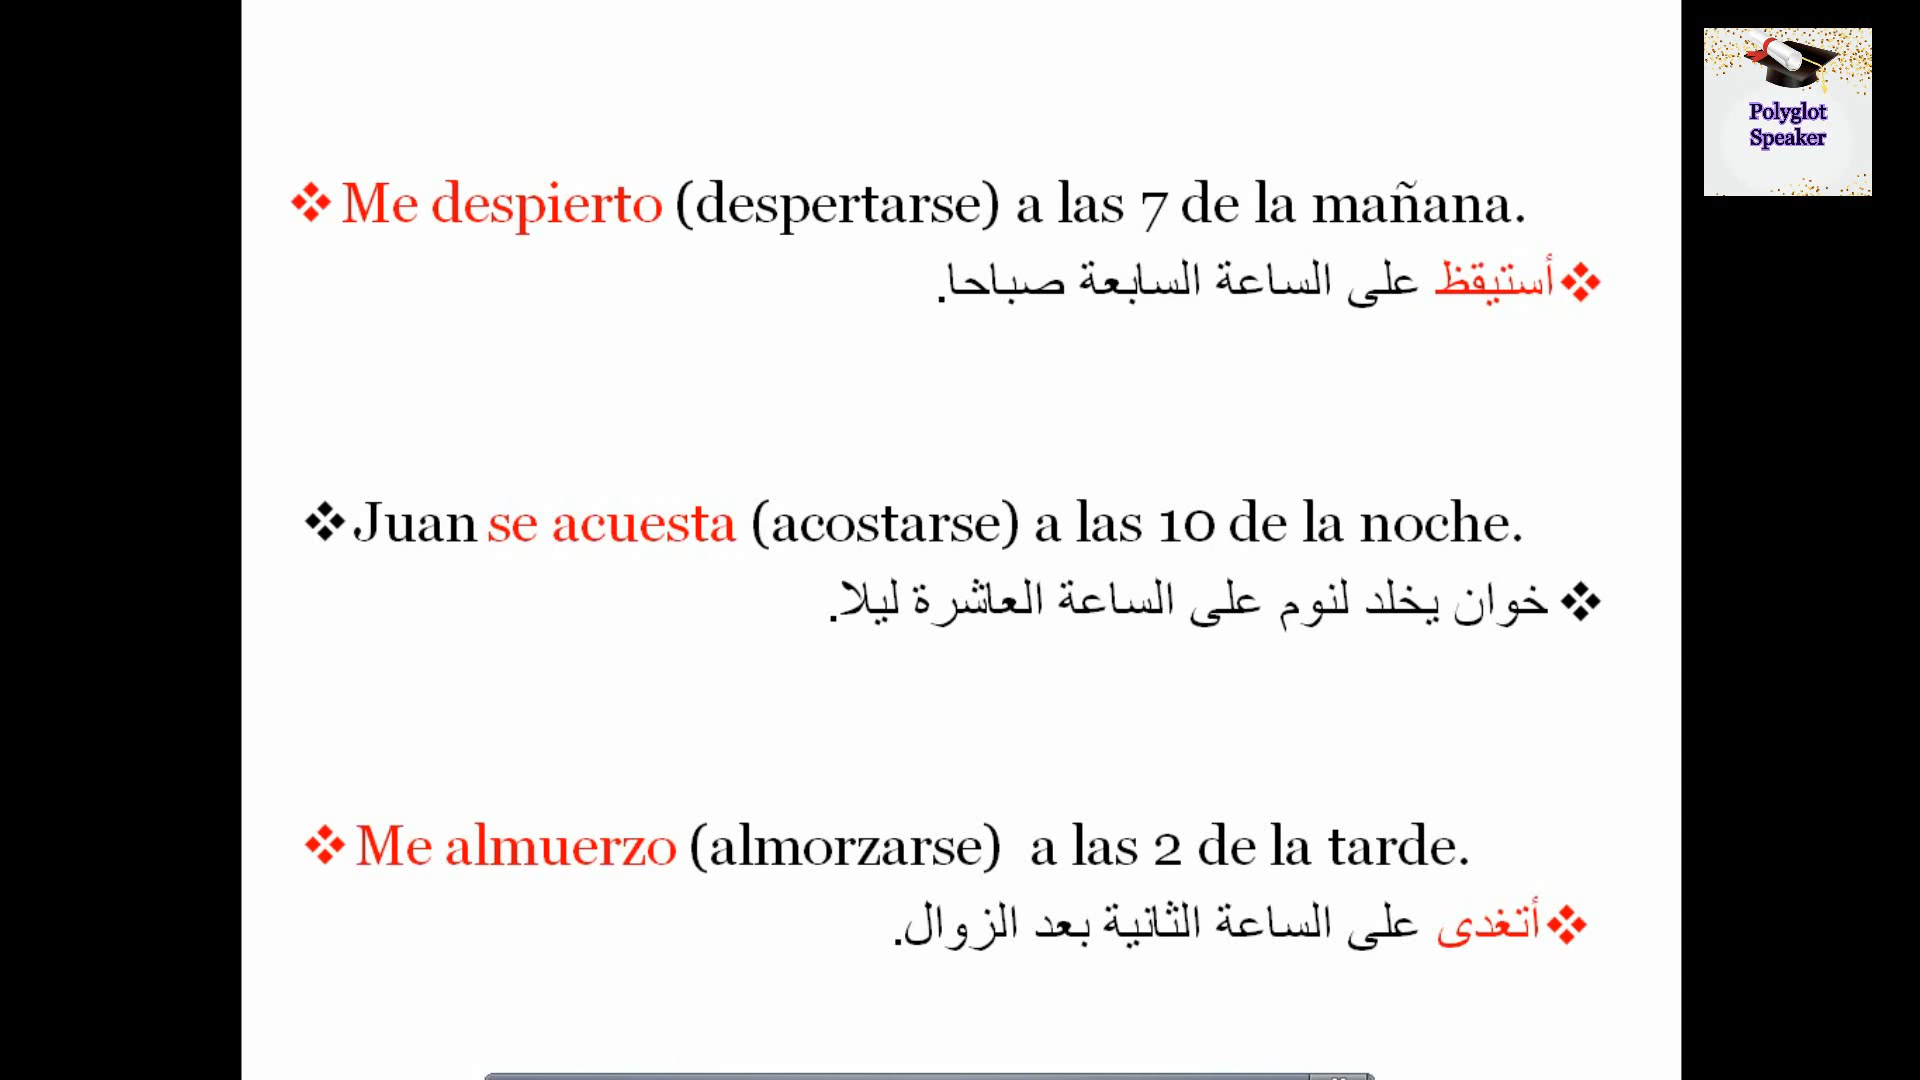 Polyglot
Speaker
❖ Me despierto (despertarse) a las 7 de la mañana.
❖ أستيقظ على الساعة السابعة صباحا.
❖ Juan se acuesta (acostarse) a las 10 de la noche.
❖ خوان يخلد لنوم على الساعة العاشرة ليلا.
❖ Me almuerzo (almorzarse) a las 2 de la tarde.
❖ أتغدى على الساعة الثانية بعد الزوال.